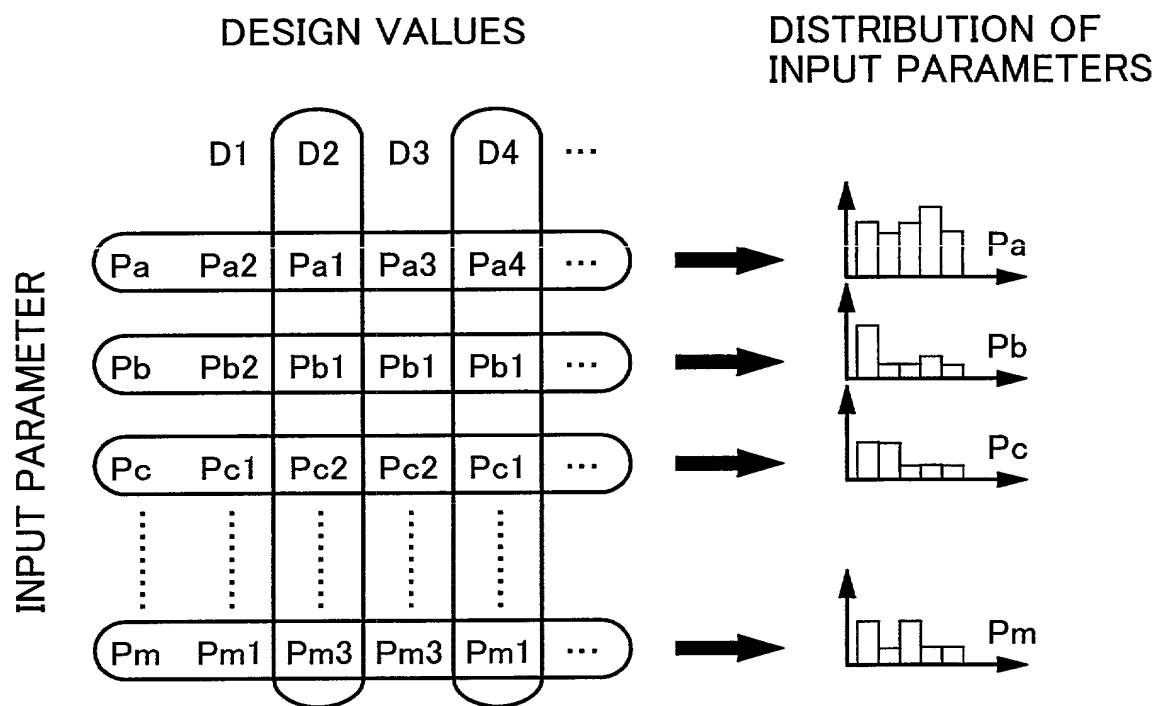 DESIGN VALUES
DISTRIBUTION OF
INPUT PARAMETERS
D1 D2 D3 D4 ...
INPUT PARAMETER
Pa Pa2 Pa1 Pa3 Pa4 ... Pa
Pb Pb2 Pb1 Pb1 Pb1 ... Pb
Pc Pc1 Pc2 Pc2 Pc1 ... Pc
Pm Pm1 Pm3 Pm3 Pm1 ... Pm